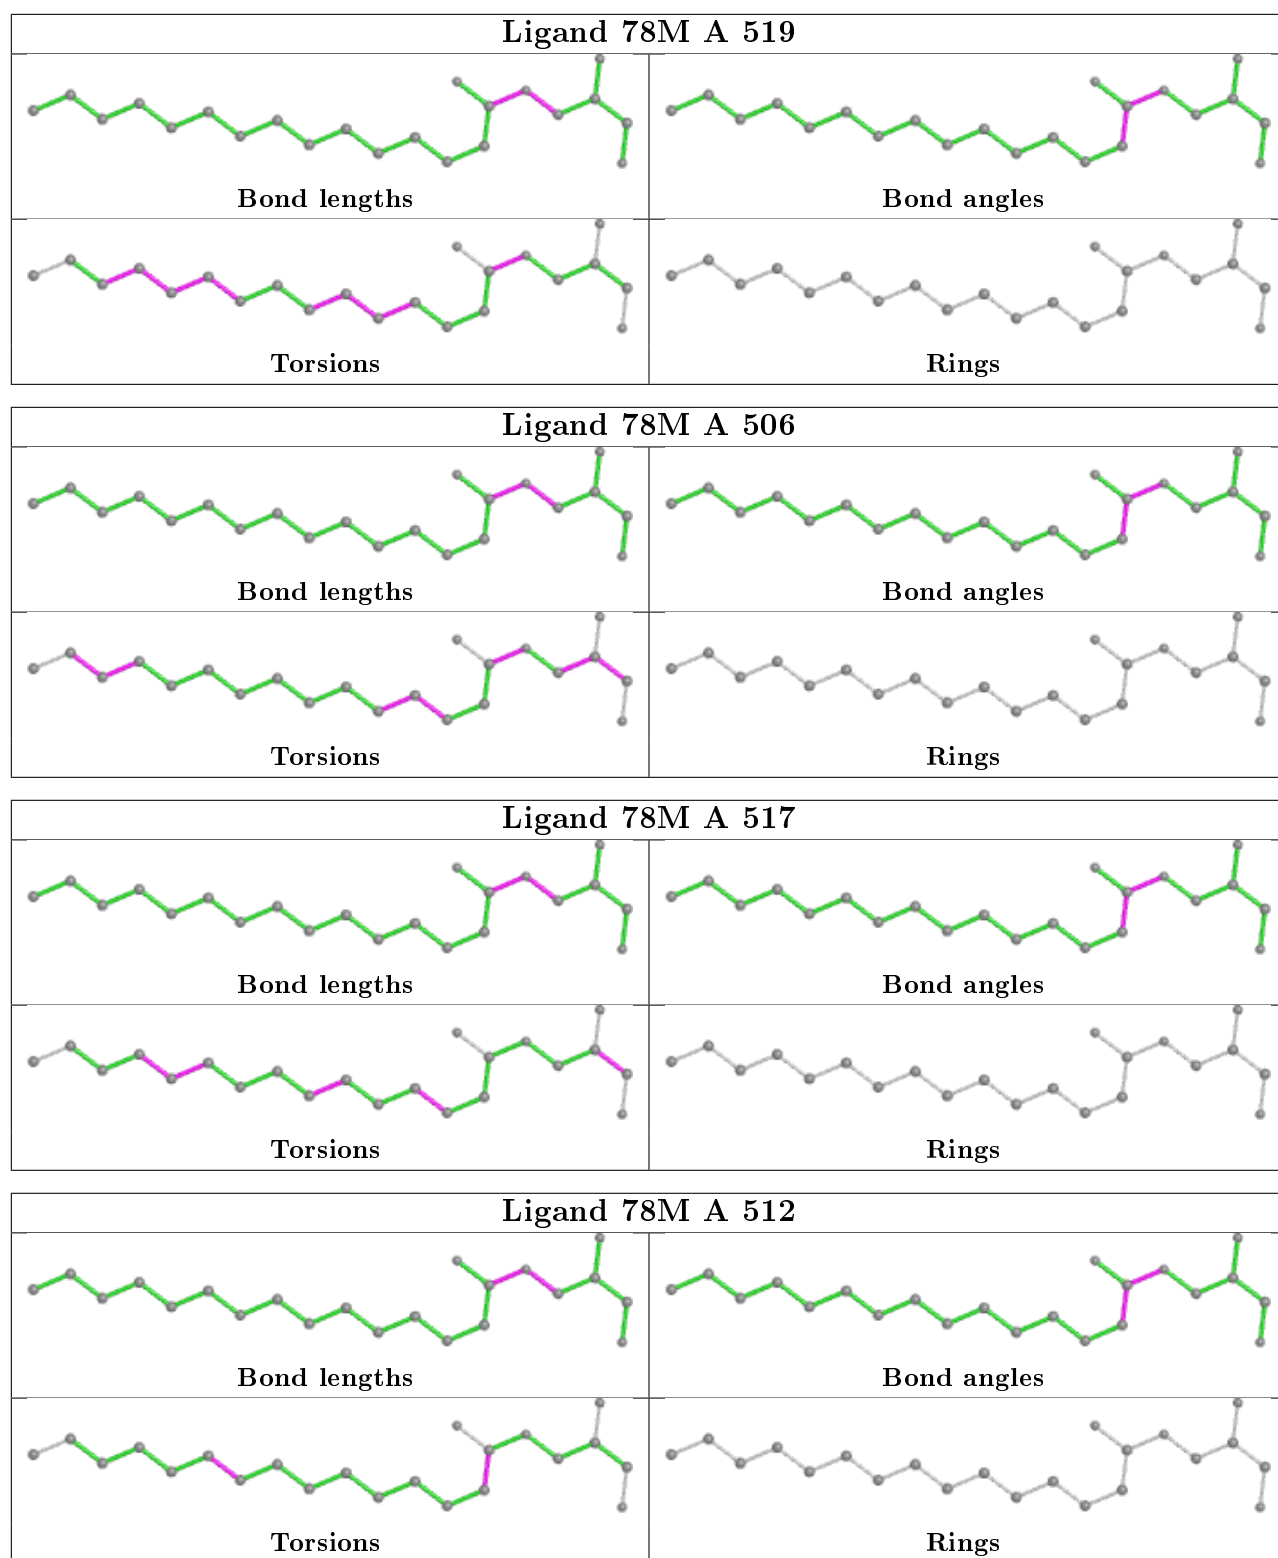 Ligand 78M A 519
Bond lengths
Bond angles
Torsions
Rings
Ligand 78M A 506
Bond lengths
Bond angles
Torsions
Rings
Ligand 78M A 517
Bond lengths
Bond angles
Torsions
Rings
Ligand 78M A 512
Bond lengths
Bond angles
Torsions
Rings